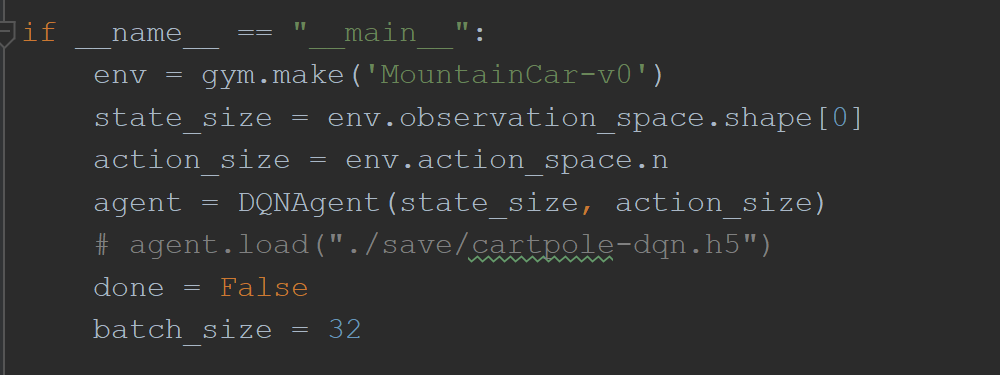 if __name__ == "__main__":
    env = gym.make('MountainCar-v0')
    state_size = env.observation_space.shape[0]
    action_size = env.action_space.n
    agent = DQNAgent(state_size, action_size)
    # agent.load("./save/cartpole-dqn.h5")
    done = False
    batch_size = 32